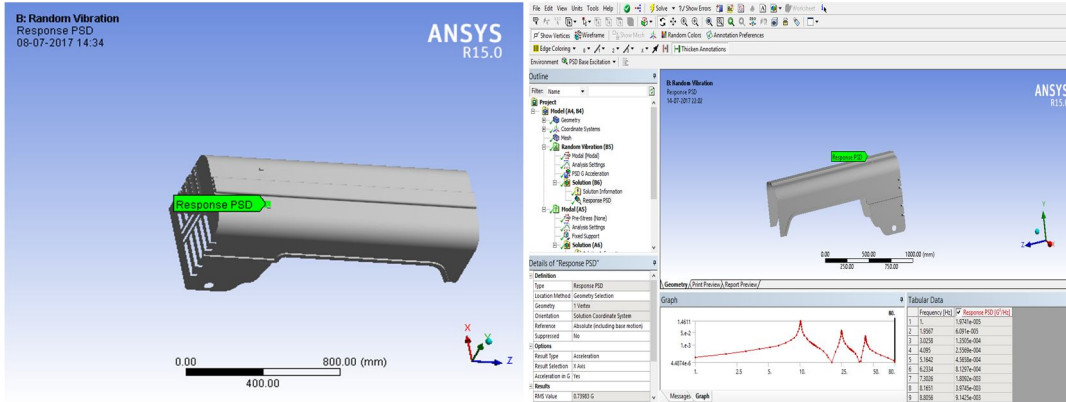 B: Random Vibration
Response PSD
08-07-2017 14:34
ANSYS
R15.0
Response PSD
X
Y
Z
0.00 800.00 (mm)
400.00
File Edit View Units Tools Help Solve ?/ Show Errors Worksheet
Show Vertices Wireframe Show Mesh Random Colors Annotation Preferences
Edge Coloring Thicken Annotations
Environment PSD Base Excitation
Outline
Filter: Name
Project
Model (A4, B4)
Geometry
Coordinate Systems
Mesh
Random Vibration (B5)
Modal (Modal)
Analysis Settings
PSD G Acceleration
Solution (B6)
Solution Information
Response PSD
Modal (A5)
Pre-Stress (None)
Analysis Settings
Fixed Support
Solution (A6)
B: Random Vibration
Response PSD
ANSYS
R15.0
Response PSD
Y
Z
0.00 500.00 1000.00 (mm)
250.00 750.00
Geometry Print Preview Report Preview
Details of "Response PSD"
Definition
Type Response PSD
Location Method Geometry Selection
Geometry 1 Vertex
Orientation Solution Coordinate System
Reference Absolute (including base motion)
Suppressed No
Options
Result Type Acceleration
Result Selection X Axis
Acceleration in G Yes
Results
RMS Value 0.73983 G
Graph
80.
1.4611
5.e-2
1.e-3
4.4874e-6
1. 2.5 5. 10. 25. 50. 80.
Messages Graph
Tabular Data
Frequency [Hz] Response PSD [G²/Hz]
1 1. 1.9741e-005
2 1.9567 6.091e-005
3 3.0258 1.3505e-004
4 4.095 2.5569e-004
5 5.1642 4.5658e-004
6 6.2334 8.1297e-004
7 7.3026 1.8092e-003
8 8.1651 3.9745e-003
9 8.8056 9.1425e-003